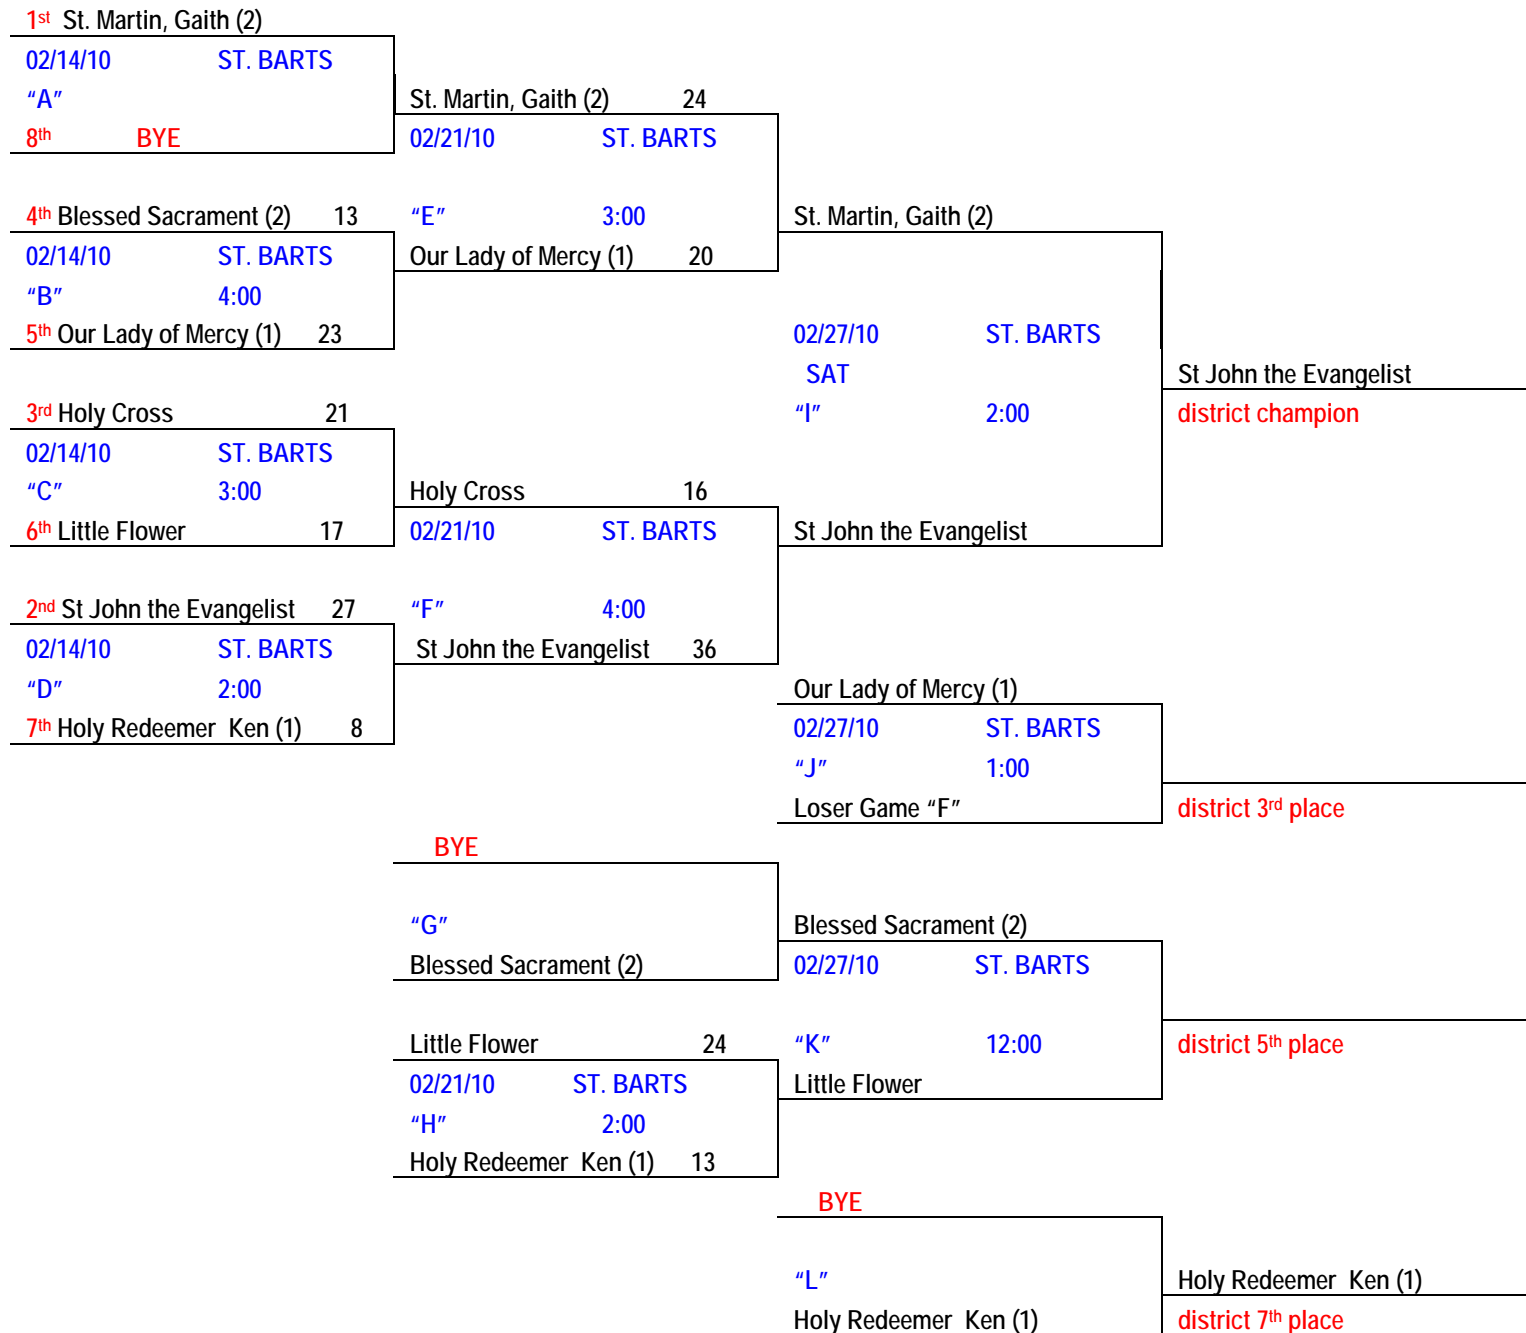 1st St. Martin, Gaith (2)
02/14/10 ST. BARTS
“A”
8th BYE
4th Blessed Sacrament (2) 13
02/14/10 ST. BARTS
“B” 4:00
5th Our Lady of Mercy (1) 23
3rd Holy Cross 21
02/14/10 ST. BARTS
“C” 3:00
6th Little Flower 17
2nd St John the Evangelist 27
02/14/10 ST. BARTS
“D” 2:00
7th Holy Redeemer Ken (1) 8
St. Martin, Gaith (2) 24
02/21/10 ST. BARTS
“E” 3:00
Our Lady of Mercy (1) 20
Holy Cross 16
02/21/10 ST. BARTS
“F” 4:00
St John the Evangelist 36
BYE
“G”
Blessed Sacrament (2)
Little Flower 24
02/21/10 ST. BARTS
“H” 2:00
Holy Redeemer Ken (1) 13
St. Martin, Gaith (2)
02/27/10 ST. BARTS
SAT
“I” 2:00
St John the Evangelist
Our Lady of Mercy (1)
02/27/10 ST. BARTS
“J” 1:00
Loser Game “F”
Blessed Sacrament (2)
02/27/10 ST. BARTS
“K” 12:00
Little Flower
BYE
“L”
Holy Redeemer Ken (1)
St John the Evangelist
district champion
district 3rd place
district 5th place
Holy Redeemer Ken (1)
district 7th place